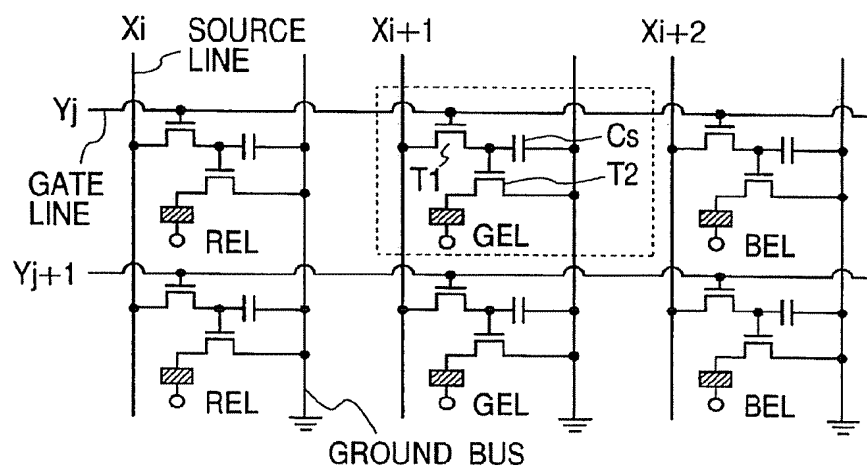 Xi
SOURCE
LINE
Xi+1
Xi+2
Yj
GATE
LINE
T1
Cs
T2
REL
GEL
BEL
Yj+1
REL
GEL
BEL
GROUND BUS